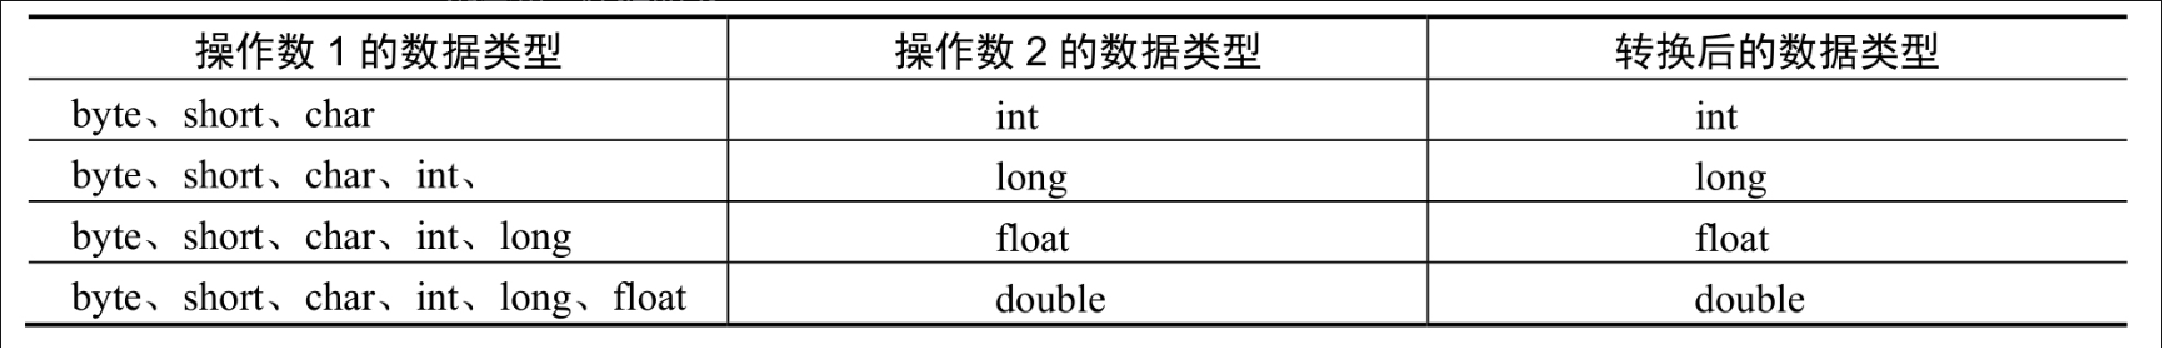 操作数 1 的数据类型 操作数 2 的数据类型 转换后的数据类型
byte、short、char int int
byte、short、char、int、 long long
byte、short、char、int、long float float
byte、short、char、int、long、float double double